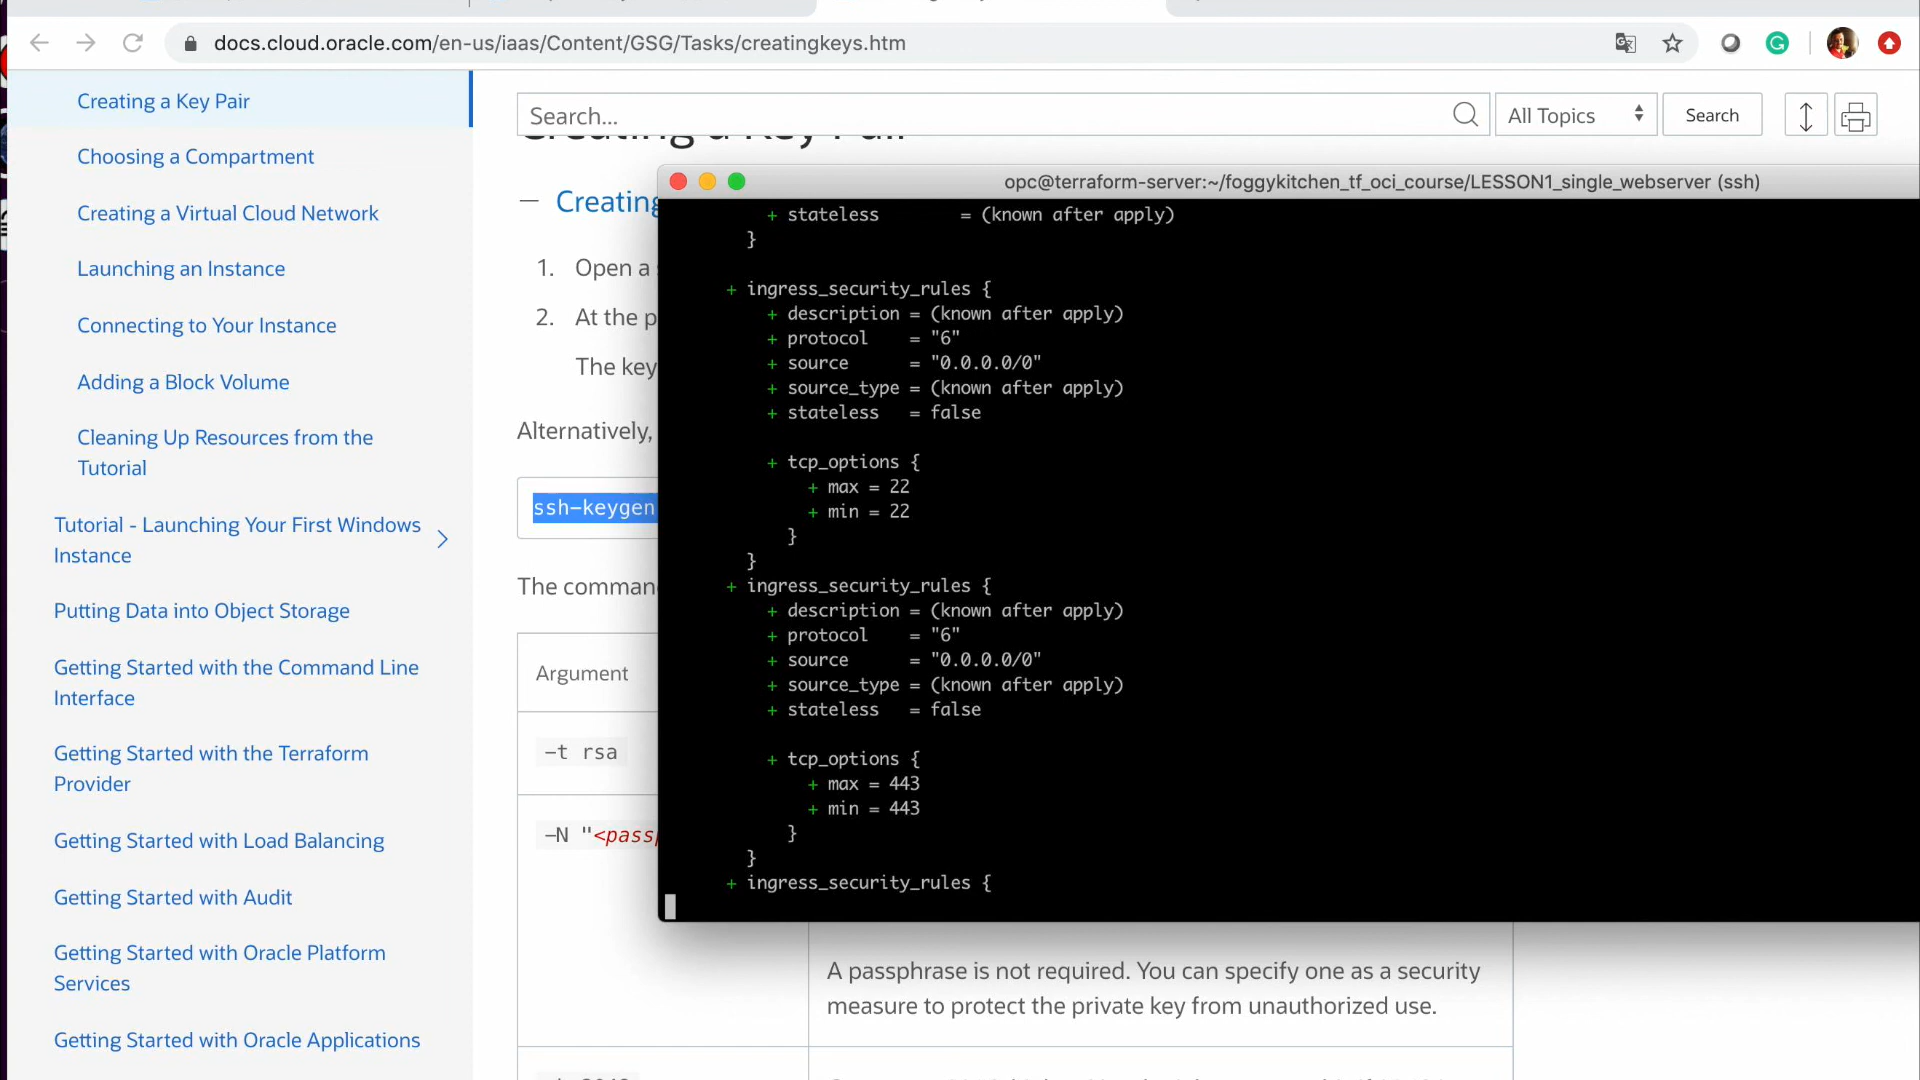 docs.cloud.oracle.com/en-us/iaas/Content/GSG/Tasks/creatingkeys.htm
Creating a Key Pair
Choosing a Compartment
Creating a Virtual Cloud Network
Launching an Instance
Connecting to Your Instance
Adding a Block Volume
Cleaning Up Resources from the
Tutorial
Tutorial - Launching Your First Windows
Instance
Putting Data into Object Storage
Getting Started with the Command Line
Interface
Getting Started with the Terraform
Provider
Getting Started with Load Balancing
Getting Started with Audit
Getting Started with Oracle Platform
Services
Getting Started with Oracle Applications
Search...
All Topics
Search
Creating a Key Pair
— Creating
1. Open a
2. At the p
The key
Alternatively,
ssh-keygen
The comman
Argument
-t rsa
-N "<pass
A passphrase is not required. You can specify one as a security
measure to protect the private key from unauthorized use.
opc@terraform-server:~/foggykitchen_tf_oci_course/LESSON1_single_webserver (ssh)
+ stateless = (known after apply)
}
+ ingress_security_rules {
+ description = (known after apply)
+ protocol = "6"
+ source = "0.0.0.0/0"
+ source_type = (known after apply)
+ stateless = false
+ tcp_options {
+ max = 22
+ min = 22
}
}
+ ingress_security_rules {
+ description = (known after apply)
+ protocol = "6"
+ source = "0.0.0.0/0"
+ source_type = (known after apply)
+ stateless = false
+ tcp_options {
+ max = 443
+ min = 443
}
}
+ ingress_security_rules {